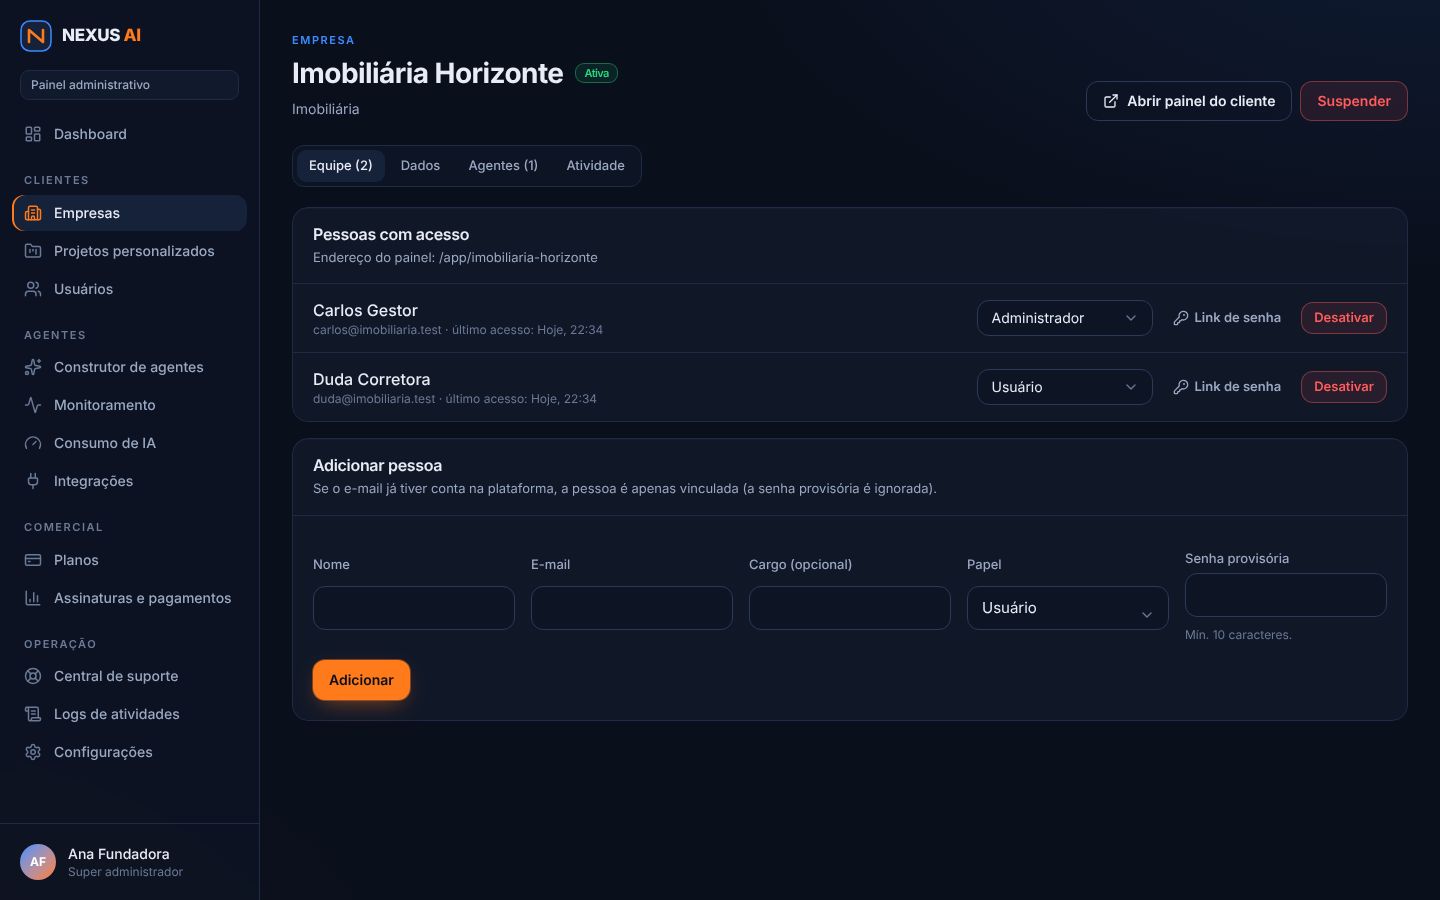 NEXUS AI
Painel administrativo
Dashboard
CLIENTES
Empresas
Projetos personalizados
Usuários
AGENTES
Construtor de agentes
Monitoramento
Consumo de IA
Integrações
COMERCIAL
Planos
Assinaturas e pagamentos
OPERAÇÃO
Central de suporte
Logs de atividades
Configurações
AF
Ana Fundadora
Super administrador
EMPRESA
Imobiliária Horizonte Ativa
Imobiliária
Abrir painel do cliente Suspender
Equipe (2) Dados Agentes (1) Atividade
Pessoas com acesso
Endereço do painel: /app/imobiliaria-horizonte
Carlos Gestor
carlos@imobiliaria.test · último acesso: Hoje, 22:34
Administrador Link de senha Desativar
Duda Corretora
duda@imobiliaria.test · último acesso: Hoje, 22:34
Usuário Link de senha Desativar
Adicionar pessoa
Se o e-mail já tiver conta na plataforma, a pessoa é apenas vinculada (a senha provisória é ignorada).
Nome E-mail Cargo (opcional) Papel Senha provisória
Usuário
Mín. 10 caracteres.
Adicionar